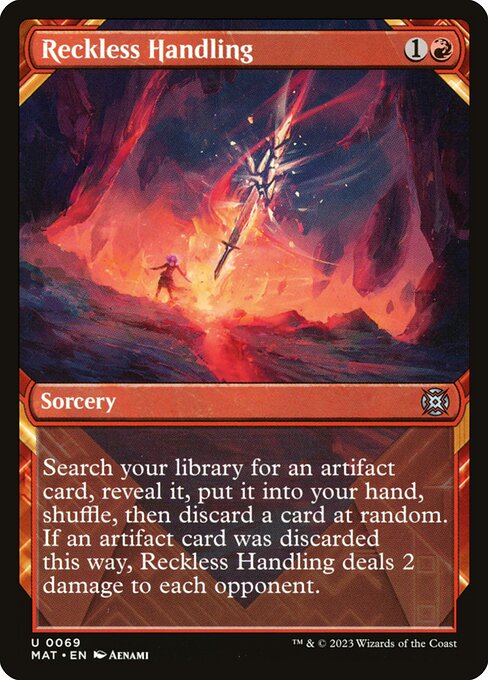 Reckless Handling 1
Sorcery
Search your library for an artifact
card, reveal it, put it into your hand,
shuffle, then discard a card at random.
If an artifact card was discarded
this way, Reckless Handling deals 2
damage to each opponent.
U 0069
MAT • EN AENAMI
™ & © 2023 Wizards of the Coast